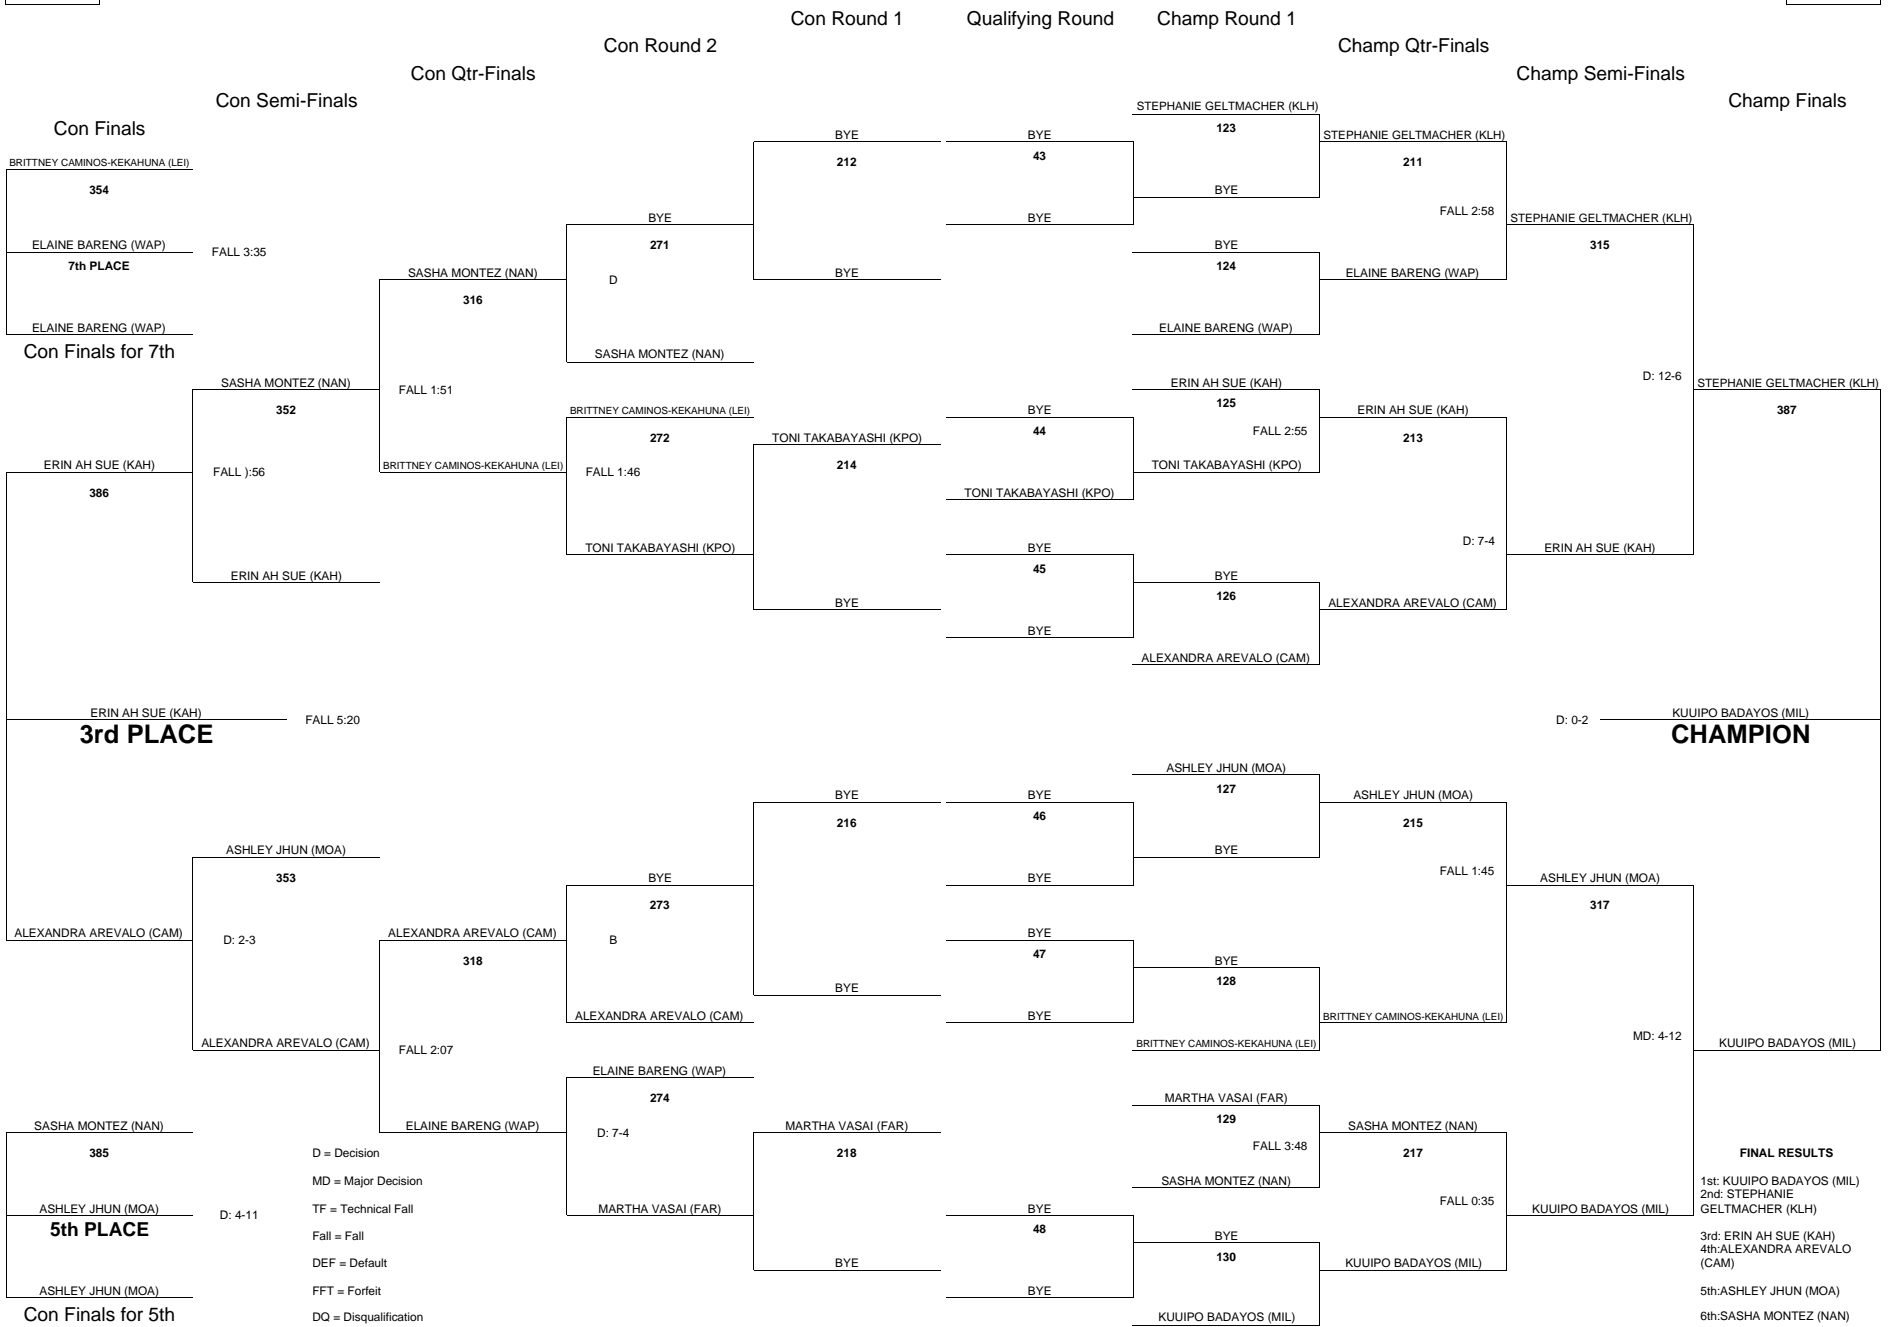 Con Round 1
Qualifying Round
Champ Round 1
Con Round 2
Champ Qtr-Finals
Con Qtr-Finals
Champ Semi-Finals
Con Semi-Finals
Champ Finals
Con Finals
BRITTNEY CAMINOS-KEKAHUNA (LEI)
354
ELAINE BARENG (WAP)
FALL 3:35
7th PLACE
ELAINE BARENG (WAP)
Con Finals for 7th
ERIN AH SUE (KAH)
386
ERIN AH SUE (KAH)
FALL 5:20
3rd PLACE
ALEXANDRA AREVALO (CAM)
SASHA MONTEZ (NAN)
385
ASHLEY JHUN (MOA)
D: 4-11
5th PLACE
ASHLEY JHUN (MOA)
Con Finals for 5th
SASHA MONTEZ (NAN)
352
FALL ):56
ERIN AH SUE (KAH)
ASHLEY JHUN (MOA)
353
D: 2-3
ALEXANDRA AREVALO (CAM)
D = Decision
MD = Major Decision
TF = Technical Fall
Fall = Fall
DEF = Default
FFT = Forfeit
DQ = Disqualification
SASHA MONTEZ (NAN)
316
FALL 1:51
BRITTNEY CAMINOS-KEKAHUNA (LEI)
ALEXANDRA AREVALO (CAM)
318
FALL 2:07
ELAINE BARENG (WAP)
BYE
271
D
SASHA MONTEZ (NAN)
BRITTNEY CAMINOS-KEKAHUNA (LEI)
272
FALL 1:46
TONI TAKABAYASHI (KPO)
BYE
273
B
ALEXANDRA AREVALO (CAM)
ELAINE BARENG (WAP)
274
D: 7-4
MARTHA VASAI (FAR)
BYE
212
BYE
TONI TAKABAYASHI (KPO)
214
BYE
BYE
216
BYE
MARTHA VASAI (FAR)
218
BYE
BYE
43
BYE
BYE
44
TONI TAKABAYASHI (KPO)
BYE
45
BYE
BYE
46
BYE
BYE
47
BYE
BYE
48
BYE
STEPHANIE GELTMACHER (KLH)
123
BYE
BYE
124
ELAINE BARENG (WAP)
ERIN AH SUE (KAH)
125
FALL 2:55
TONI TAKABAYASHI (KPO)
BYE
126
ALEXANDRA AREVALO (CAM)
ASHLEY JHUN (MOA)
127
BYE
BYE
128
BRITTNEY CAMINOS-KEKAHUNA (LEI)
MARTHA VASAI (FAR)
129
FALL 3:48
SASHA MONTEZ (NAN)
BYE
130
KUUIPO BADAYOS (MIL)
STEPHANIE GELTMACHER (KLH)
211
FALL 2:58
ELAINE BARENG (WAP)
ERIN AH SUE (KAH)
213
D: 7-4
ALEXANDRA AREVALO (CAM)
ASHLEY JHUN (MOA)
215
FALL 1:45
BRITTNEY CAMINOS-KEKAHUNA (LEI)
SASHA MONTEZ (NAN)
217
FALL 0:35
KUUIPO BADAYOS (MIL)
STEPHANIE GELTMACHER (KLH)
315
D: 12-6
ERIN AH SUE (KAH)
ASHLEY JHUN (MOA)
317
MD: 4-12
KUUIPO BADAYOS (MIL)
STEPHANIE GELTMACHER (KLH)
387
D: 0-2
KUUIPO BADAYOS (MIL)
CHAMPION
KUUIPO BADAYOS (MIL)
FINAL RESULTS
1st: KUUIPO BADAYOS (MIL)
2nd: STEPHANIE
GELTMACHER (KLH)
3rd: ERIN AH SUE (KAH)
4th:ALEXANDRA AREVALO
(CAM)
5th:ASHLEY JHUN (MOA)
6th:SASHA MONTEZ (NAN)